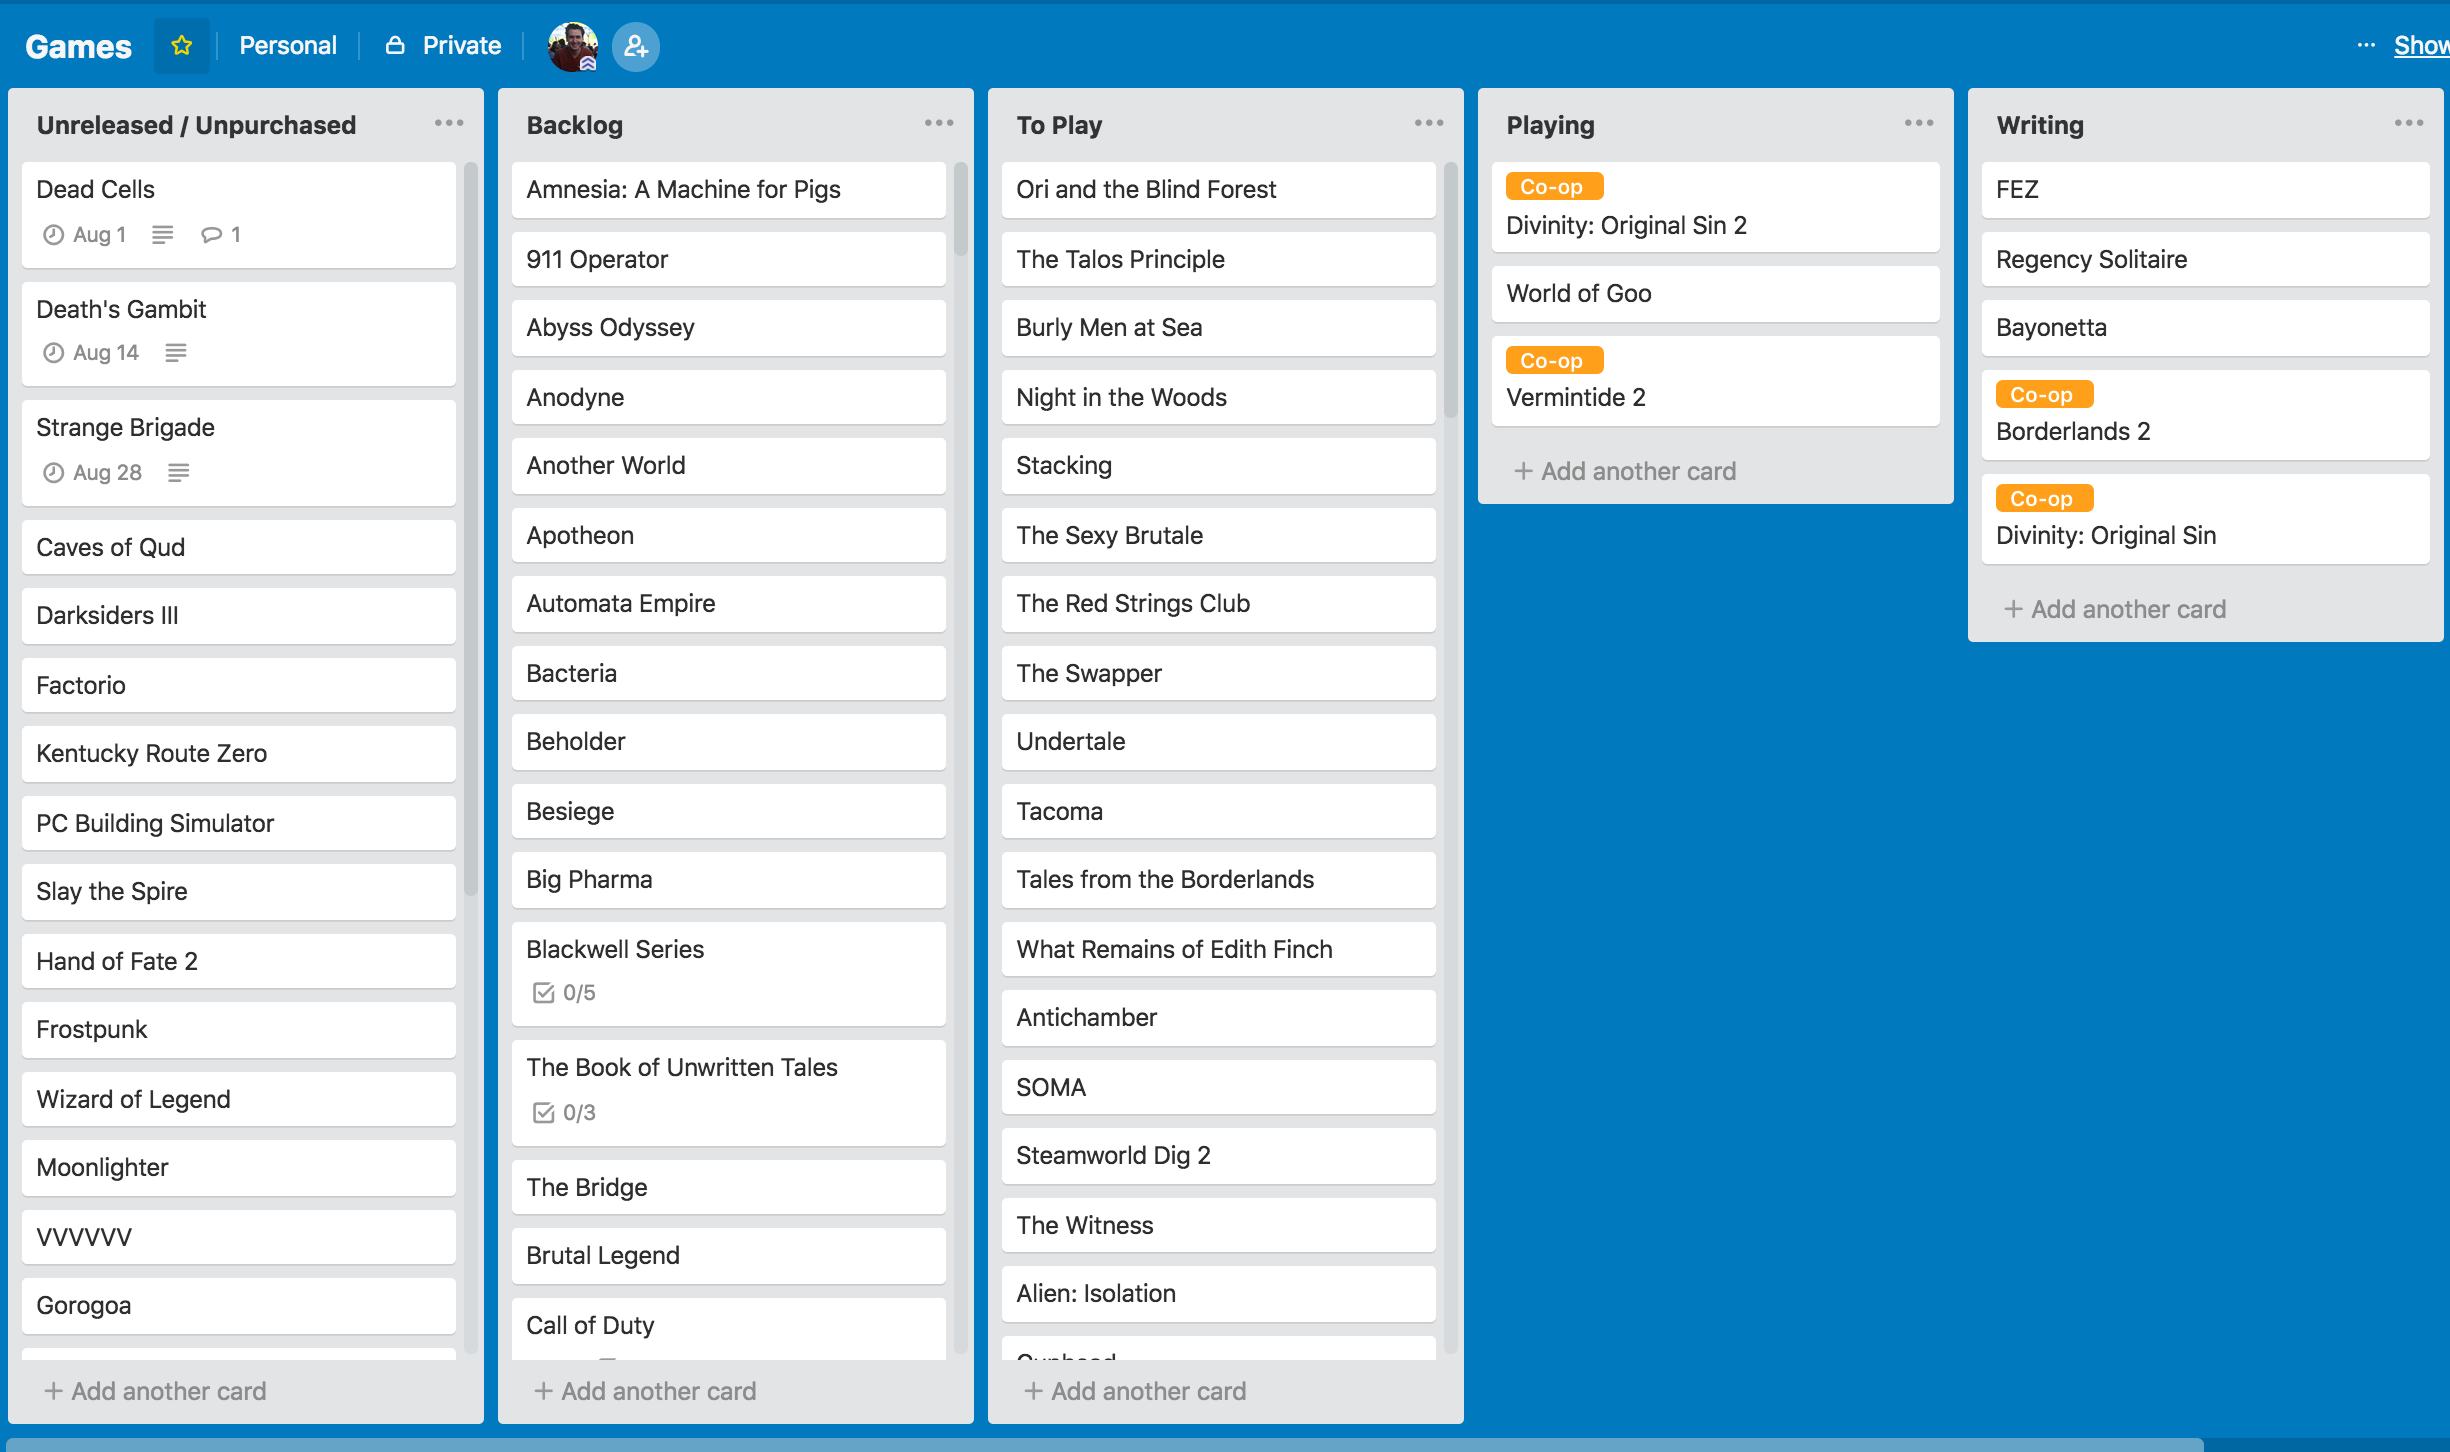 Games
Personal
Private
Show
Unreleased / Unpurchased
Dead Cells
Aug 1
1
Death's Gambit
Aug 14
Strange Brigade
Aug 28
Caves of Qud
Darksiders III
Factorio
Kentucky Route Zero
PC Building Simulator
Slay the Spire
Hand of Fate 2
Frostpunk
Wizard of Legend
Moonlighter
VVVVVV
Gorogoa
+ Add another card
Backlog
Amnesia: A Machine for Pigs
911 Operator
Abyss Odyssey
Anodyne
Another World
Apotheon
Automata Empire
Bacteria
Beholder
Besiege
Big Pharma
Blackwell Series
0/5
The Book of Unwritten Tales
0/3
The Bridge
Brutal Legend
Call of Duty
+ Add another card
To Play
Ori and the Blind Forest
The Talos Principle
Burly Men at Sea
Night in the Woods
Stacking
The Sexy Brutale
The Red Strings Club
The Swapper
Undertale
Tacoma
Tales from the Borderlands
What Remains of Edith Finch
Antichamber
SOMA
Steamworld Dig 2
The Witness
Alien: Isolation
Cuphead
+ Add another card
Playing
Co-op
Divinity: Original Sin 2
World of Goo
Co-op
Vermintide 2
+ Add another card
Writing
FEZ
Regency Solitaire
Bayonetta
Co-op
Borderlands 2
Co-op
Divinity: Original Sin
+ Add another card